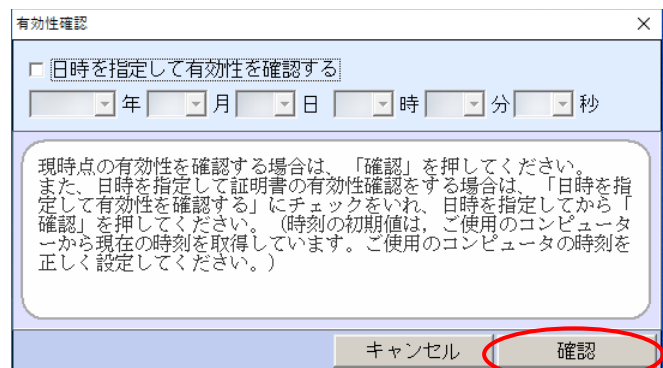 有効性確認
日時を指定して有効性を確認する
年 月 日 時 分 秒
現時点の有効性を確認する場合は、「確認」を押してください。
また、日時を指定して証明書の有効性確認をする場合は、「日時を指
定して有効性を確認する」にチェックをいれ、日時を指定してから「
確認」を押してください。（時刻の初期値は，ご使用のコンピュータ
ーから現在の時刻を取得しています。ご使用のコンピュータの時刻を
正しく設定してください。）
キャンセル 確認